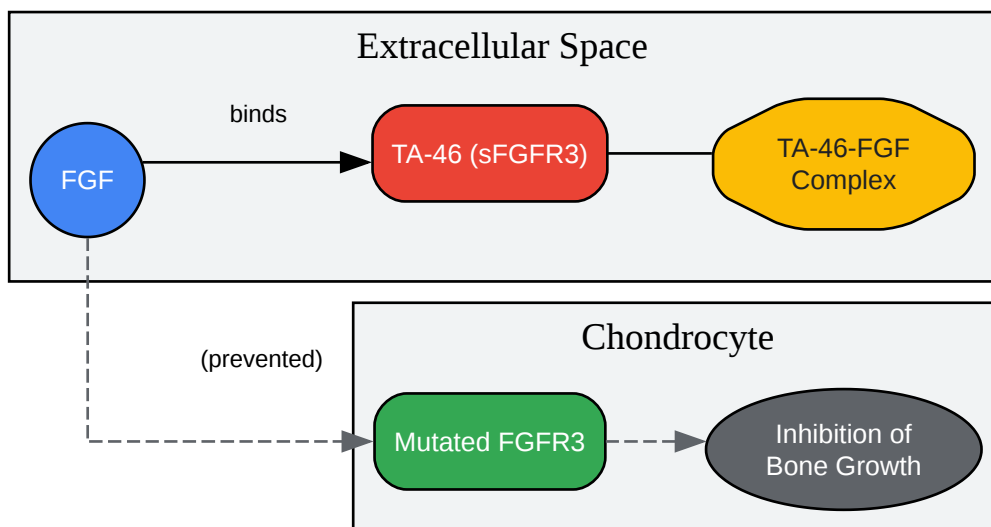 Extracellular Space
binds
FGF
TA-46 (sFGFR3)
TA-46-FGF
Complex
Chondrocyte
(prevented)
Mutated FGFR3
Inhibition of
Bone Growth